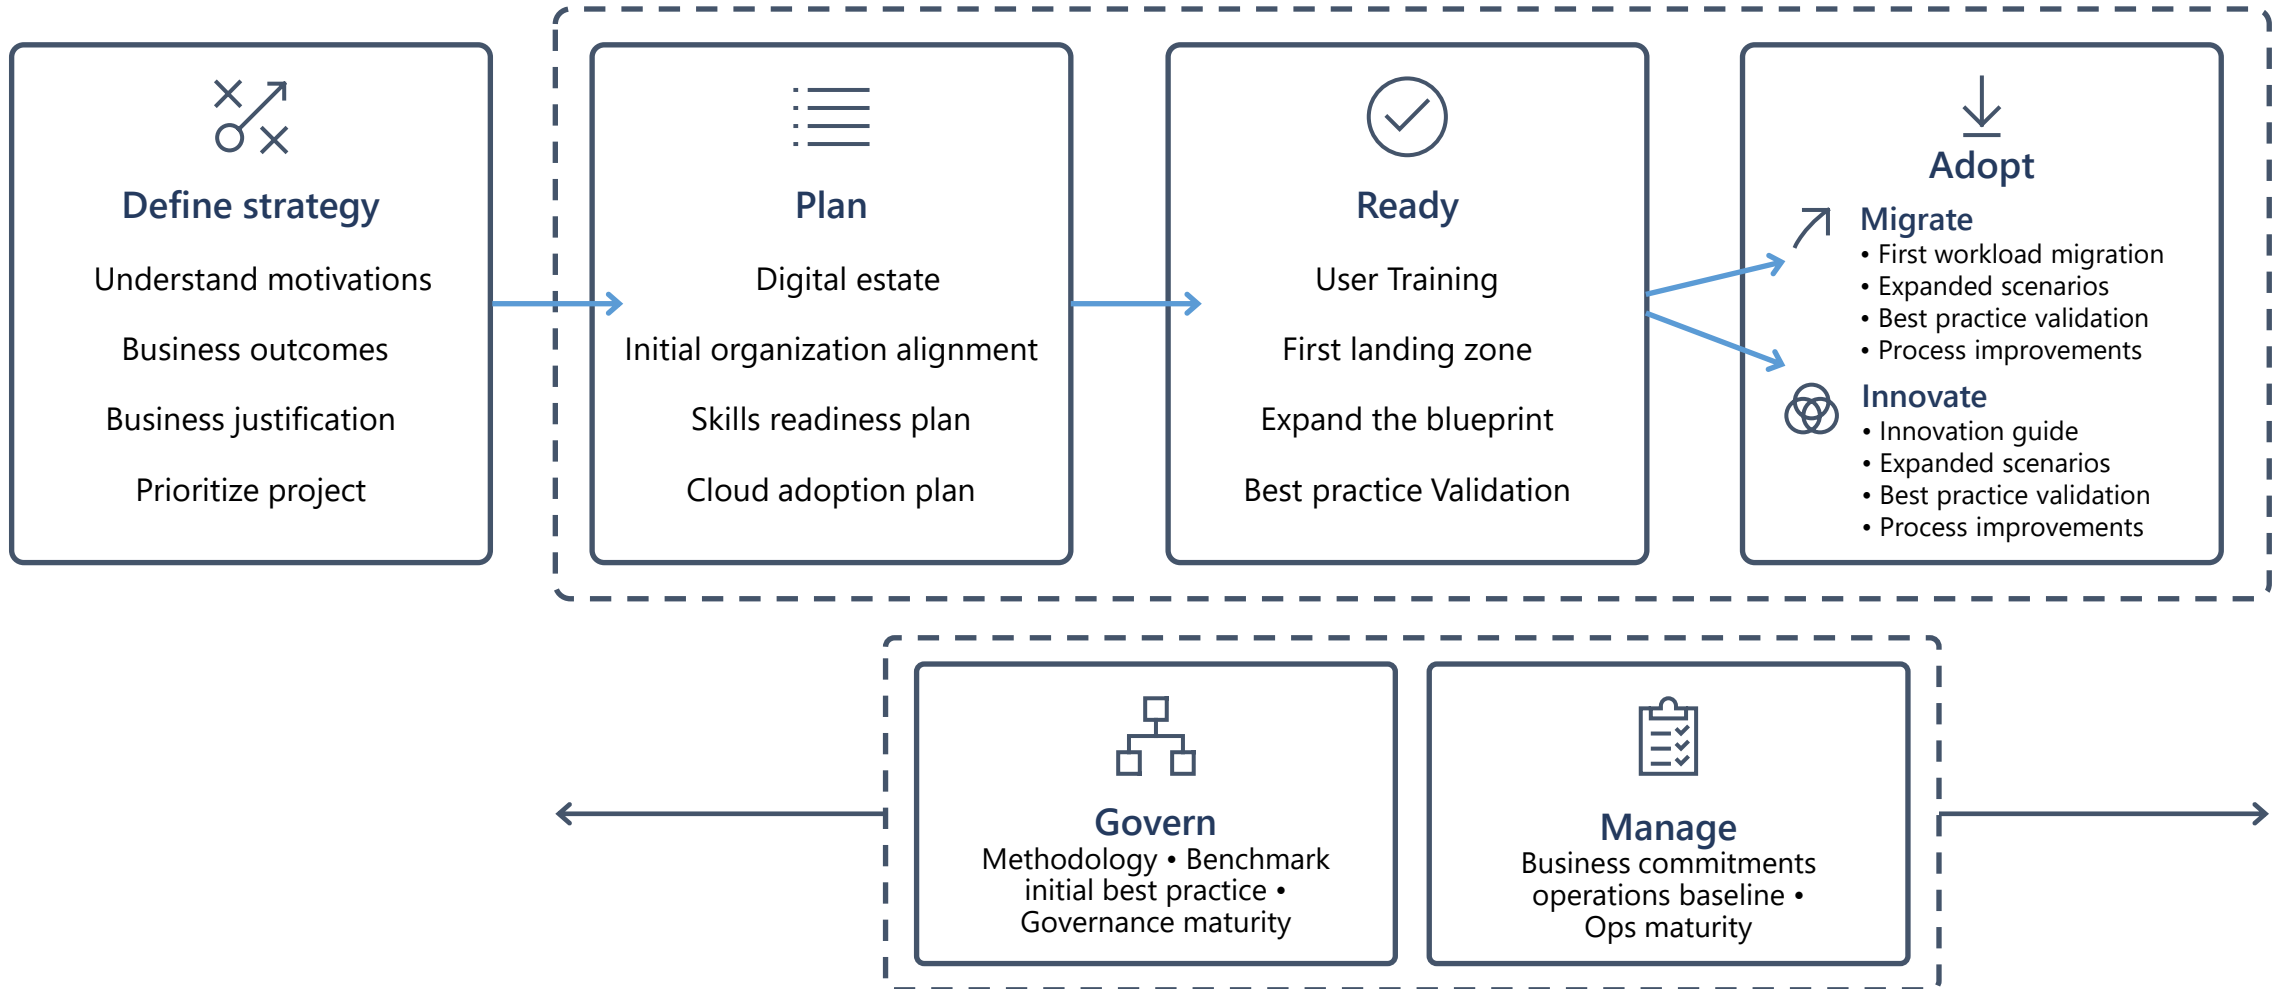 Define strategy
Understand motivations
Business outcomes
Business justification
Prioritize project
Plan
Digital estate
Initial organization alignment
Skills readiness plan
Cloud adoption plan
Ready
User Training
First landing zone
Expand the blueprint
Best practice Validation
Adopt
Migrate
• First workload migration
• Expanded scenarios
• Best practice validation
• Process improvements
Innovate
• Innovation guide
• Expanded scenarios
• Best practice validation
• Process improvements
Govern
Methodology • Benchmark
initial best practice •
Governance maturity
Manage
Business commitments
operations baseline •
Ops maturity